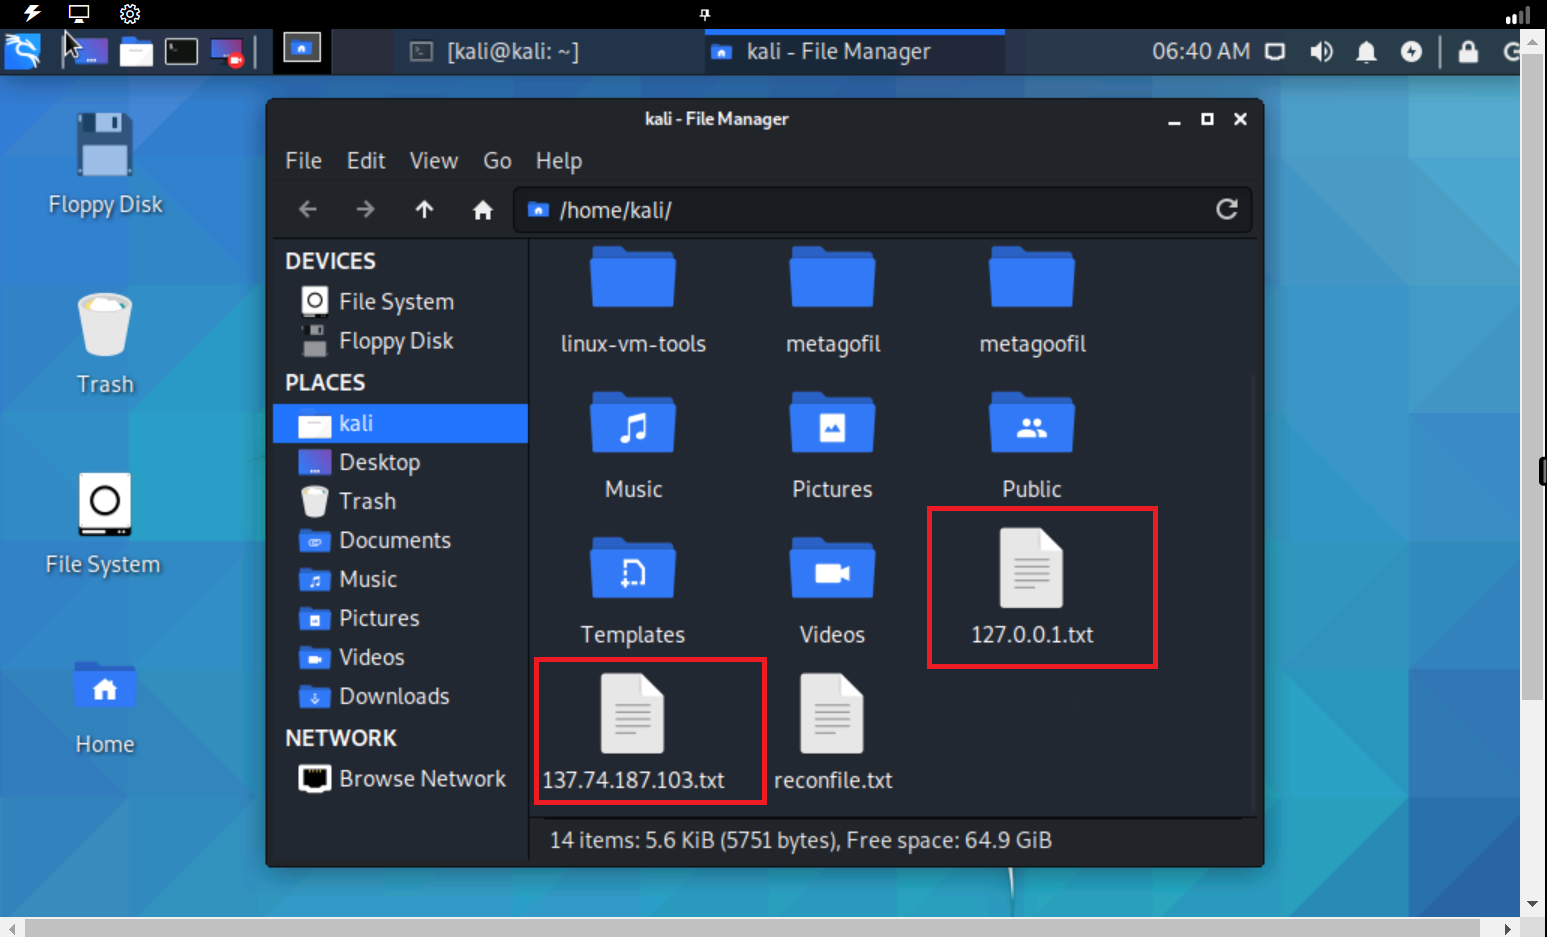 [kali@kali: ~]
kali - File Manager
06:40 AM
Floppy Disk
Trash
File System
Home
kali - File Manager
File Edit View Go Help
/home/kali/
DEVICES
File System
Floppy Disk
PLACES
kali
Desktop
Trash
Documents
Music
Pictures
Videos
Downloads
NETWORK
Browse Network
linux-vm-tools metagofil metagoofil
Music Pictures Public
Templates Videos 127.0.0.1.txt
137.74.187.103.txt reconfile.txt
14 items: 5.6 KiB (5751 bytes), Free space: 64.9 GiB